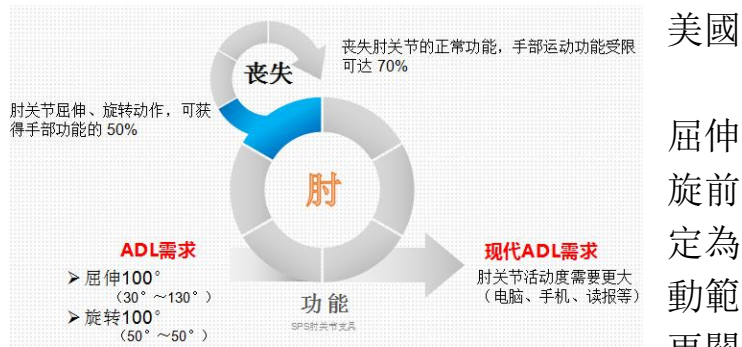 丧失
丧失肘关节的正常功能，手部运动功能受限
可达 70%
肘关节屈伸、旋转动作，可获
得手部功能的 50%
肘
ADL需求
➢屈伸100°
（30°～130°）
➢旋转100°
（50°～50°）
功能
SPS肘关节支具
现代ADL需求
肘关节活动度需要更大
（电脑、手机、读报等）
美國
屈伸
旋前
定為
動範